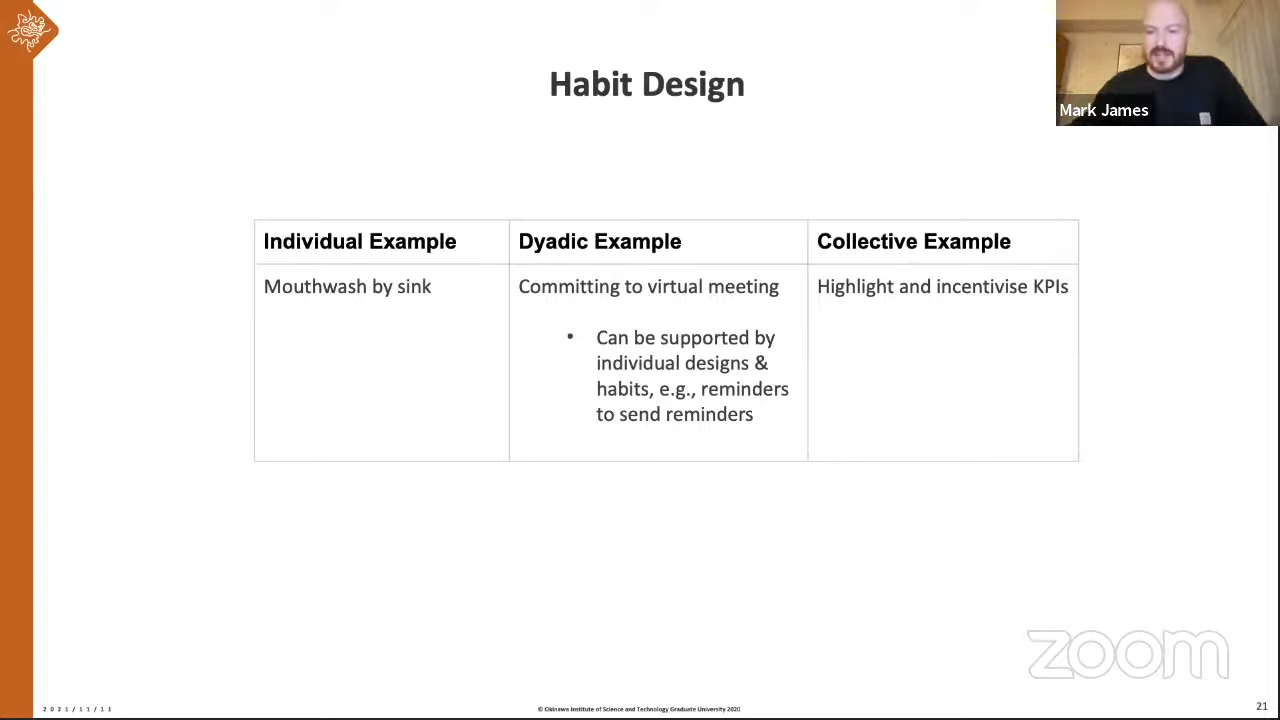 Habit Design
Mark James
Individual Example
Dyadic Example
Collective Example
Mouthwash by sink
Committing to virtual meeting
• Can be supported by
individual designs &
habits, e.g., reminders
to send reminders
Highlight and incentivise KPIs
zoom
2021/11/11
© Okinawa Institute of Science and Technology Graduate University 2020
21